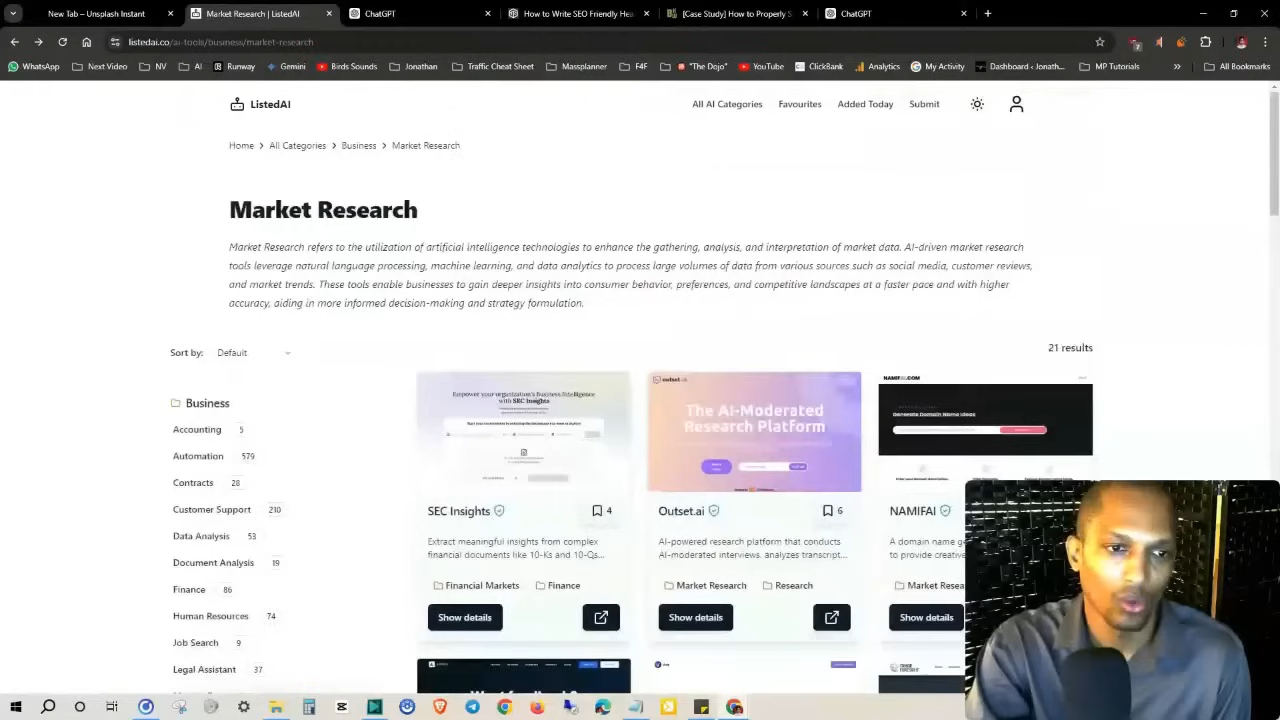 New Tab – Unsplash Instant
Market Research | ListedAI
ChatGPT
How to Write SEO Friendly Hea
[Case Study] How to Properly S
ChatGPT
listedai.co/ai-tools/business/market-research
WhatsApp
Next Video
NV
AI
Runway
Gemini
Birds Sounds
Jonathan
Traffic Cheat Sheet
Massplanner
F4F
"The Dojo"
YouTube
ClickBank
Analytics
My Activity
Dashboard ‹ Jonath...
MP Tutorials
All Bookmarks
ListedAI
All AI Categories
Favourites
Added Today
Submit
Home > All Categories > Business > Market Research
Market Research
Market Research refers to the utilization of artificial intelligence technologies to enhance the gathering, analysis, and interpretation of market data. AI-driven market research
tools leverage natural language processing, machine learning, and data analytics to process large volumes of data from various sources such as social media, customer reviews,
and market trends. These tools enable businesses to gain deeper insights into consumer behavior, preferences, and competitive landscapes at a faster pace and with higher
accuracy, aiding in more informed decision-making and strategy formulation.
Sort by: Default
21 results
Business
Accounting 5
Automation 579
Contracts 28
Customer Support 210
Data Analysis 53
Document Analysis 19
Finance 86
Human Resources 74
Job Search 9
Legal Assistant 37
Empower your organization's Business Intelligence
with SEC Insights
SEC Insights
4
Extract meaningful insights from complex
financial documents like 10-Ks and 10-Qs...
Financial Markets
Finance
Show details
outset.ai
The AI-Moderated
Research Platform
Outset.ai
6
AI-powered research platform that conducts
AI-moderated interviews, analyzes transcript...
Market Research
Research
Show details
NAMIFAI.COM
Generate Domain Name Ideas
NAMIFAI
A domain name ge
to provide creative
Market Resea
Show details